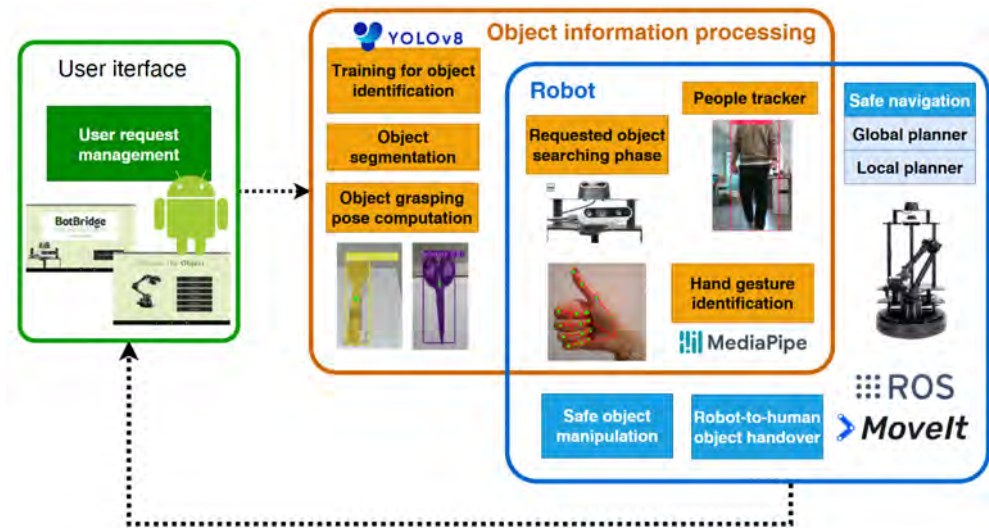 User iterface
User request
management
BotBridge
YOLOv8
Object information processing
Training for object
identification
Object
segmentation
Object grasping
pose computation
Robot
Requested object
searching phase
People tracker
Hand gesture
identification
MediaPipe
Safe navigation
Global planner
Local planner
Safe object
manipulation
Robot-to-human
object handover
ROS
MoveIt